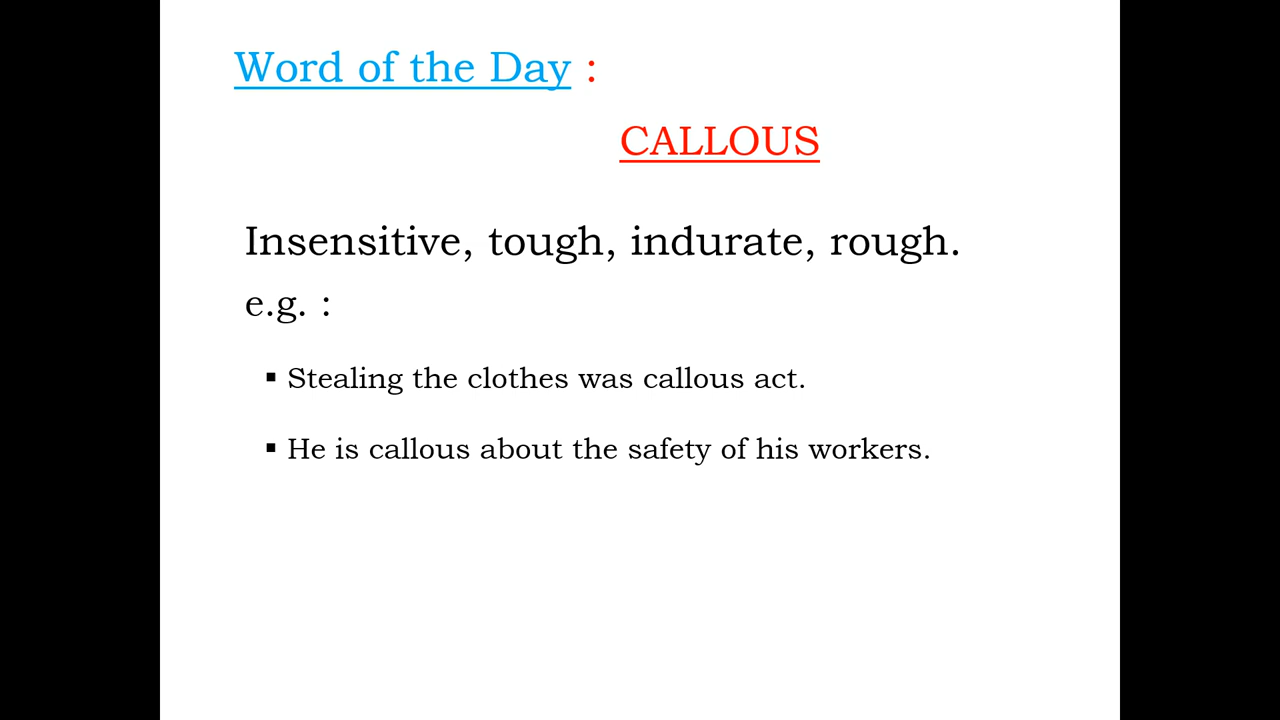 Word of the Day :
CALLOUS
Insensitive, tough, indurate, rough.
e.g. :
▪ Stealing the clothes was callous act.
▪ He is callous about the safety of his workers.